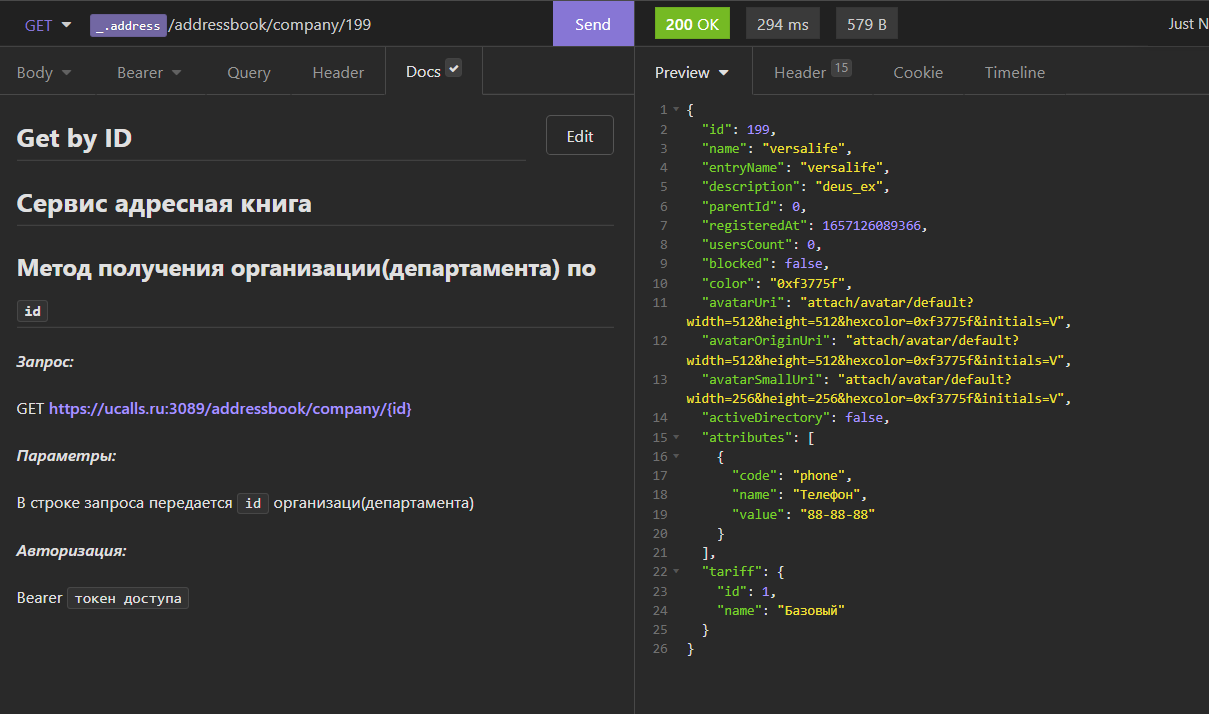 GET _.address /addressbook/company/199 Send 200 OK 294 ms 579 B Just N
Body Bearer Query Header Docs Preview Header 15 Cookie Timeline
Get by ID Edit
Сервис адресная книга
Метод получения организации(департамента) по
id
Запрос:
GET https://ucalls.ru:3089/addressbook/company/{id}
Параметры:
В строке запроса передается id организаци(департамента)
Авторизация:
Bearer токен доступа
1 {
2 "id": 199,
3 "name": "versalife",
4 "entryName": "versalife",
5 "description": "deus_ex",
6 "parentId": 0,
7 "registeredAt": 1657126089366,
8 "usersCount": 0,
9 "blocked": false,
10 "color": "0xf3775f",
11 "avatarUri": "attach/avatar/default?
width=512&height=512&hexcolor=0xf3775f&initials=V",
12 "avatarOriginUri": "attach/avatar/default?
width=512&height=512&hexcolor=0xf3775f&initials=V",
13 "avatarSmallUri": "attach/avatar/default?
width=256&height=256&hexcolor=0xf3775f&initials=V",
14 "activeDirectory": false,
15 "attributes": [
16 {
17 "code": "phone",
18 "name": "Телефон",
19 "value": "88-88-88"
20 }
21 ],
22 "tariff": {
23 "id": 1,
24 "name": "Базовый"
25 }
26 }